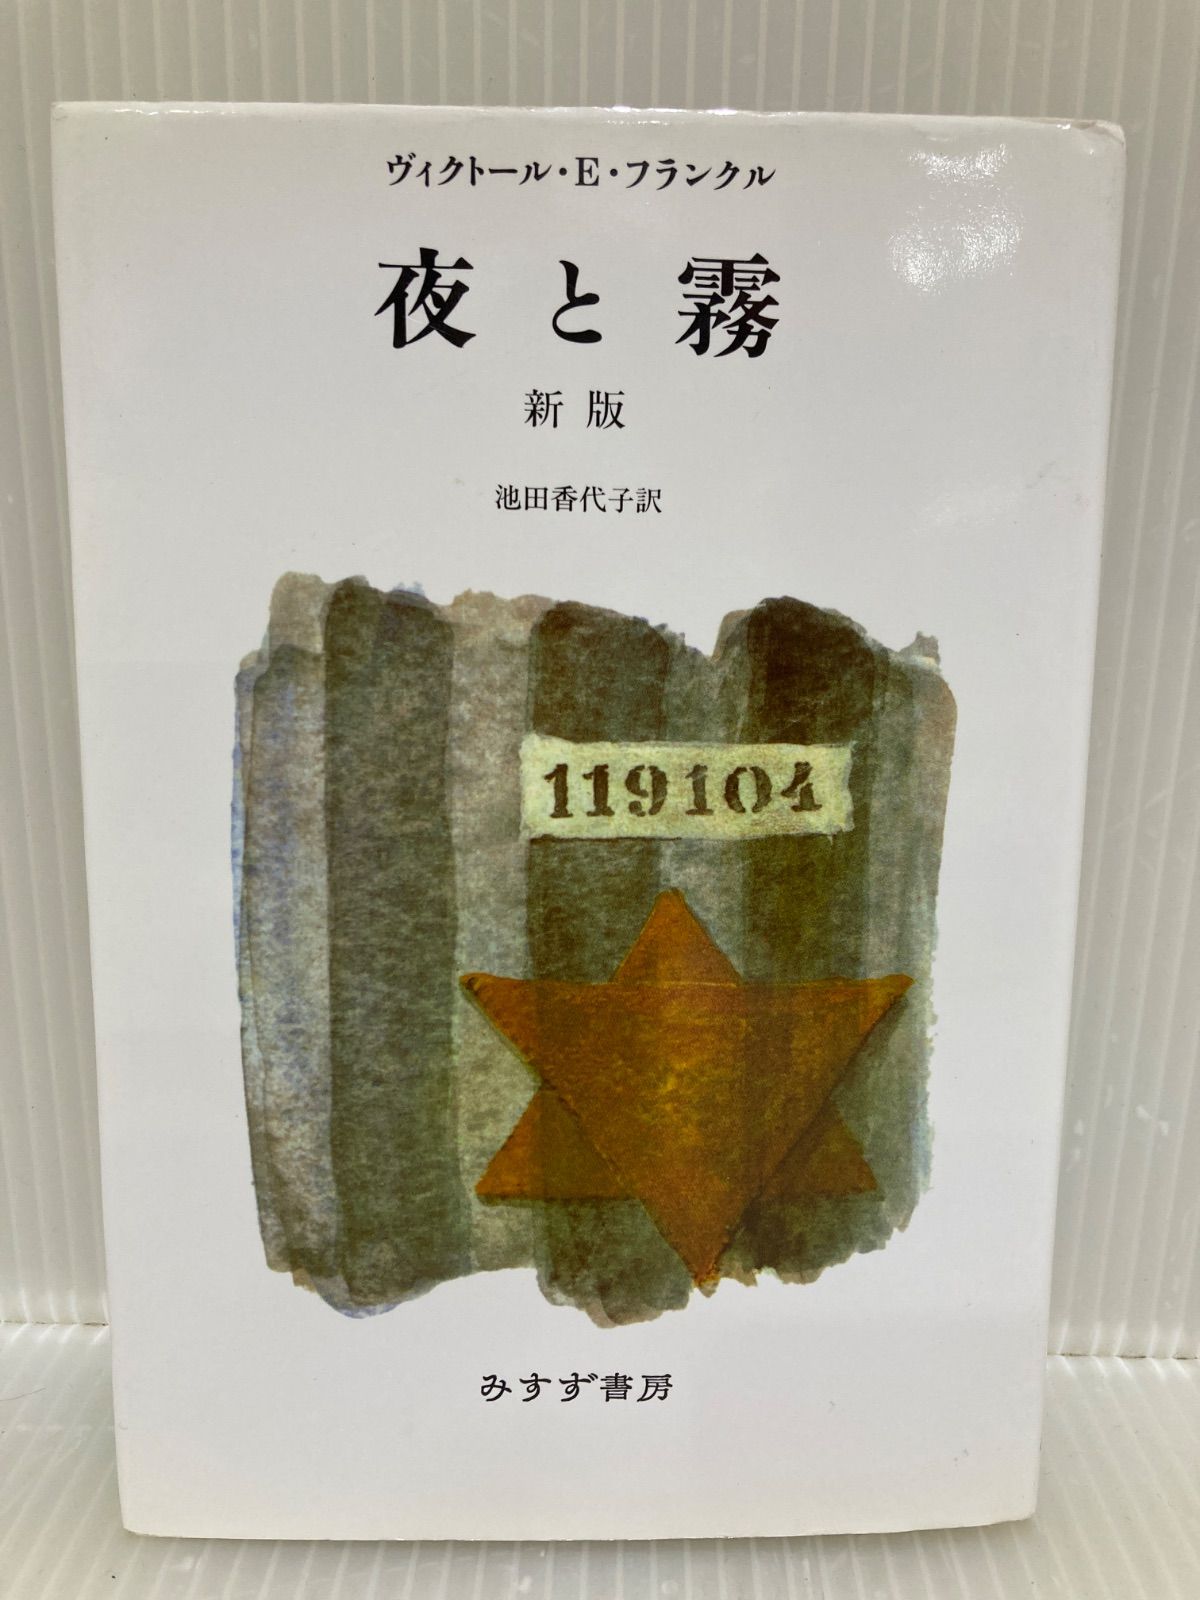 ヴィクトール・E・フランクル
夜と霧
新版
池田香代子訳
119104
みすず書房